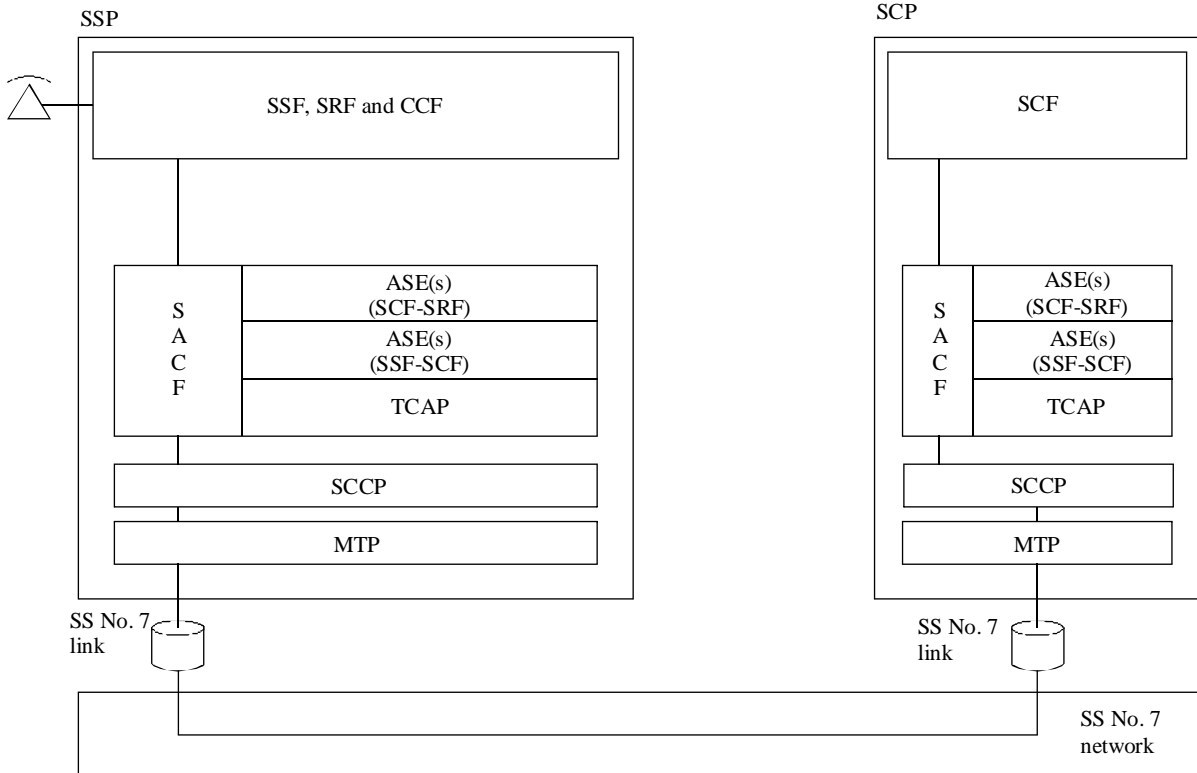 SSP
SCP
SSF, SRF and CCF
SCF
S
A
C
F
ASE(s)
(SCF-SRF)
ASE(s)
(SSF-SCF)
TCAP
S
A
C
F
ASE(s)
(SCF-SRF)
ASE(s)
(SSF-SCF)
TCAP
SCCP
SCCP
MTP
MTP
SS No. 7
link
SS No. 7
link
SS No. 7
network